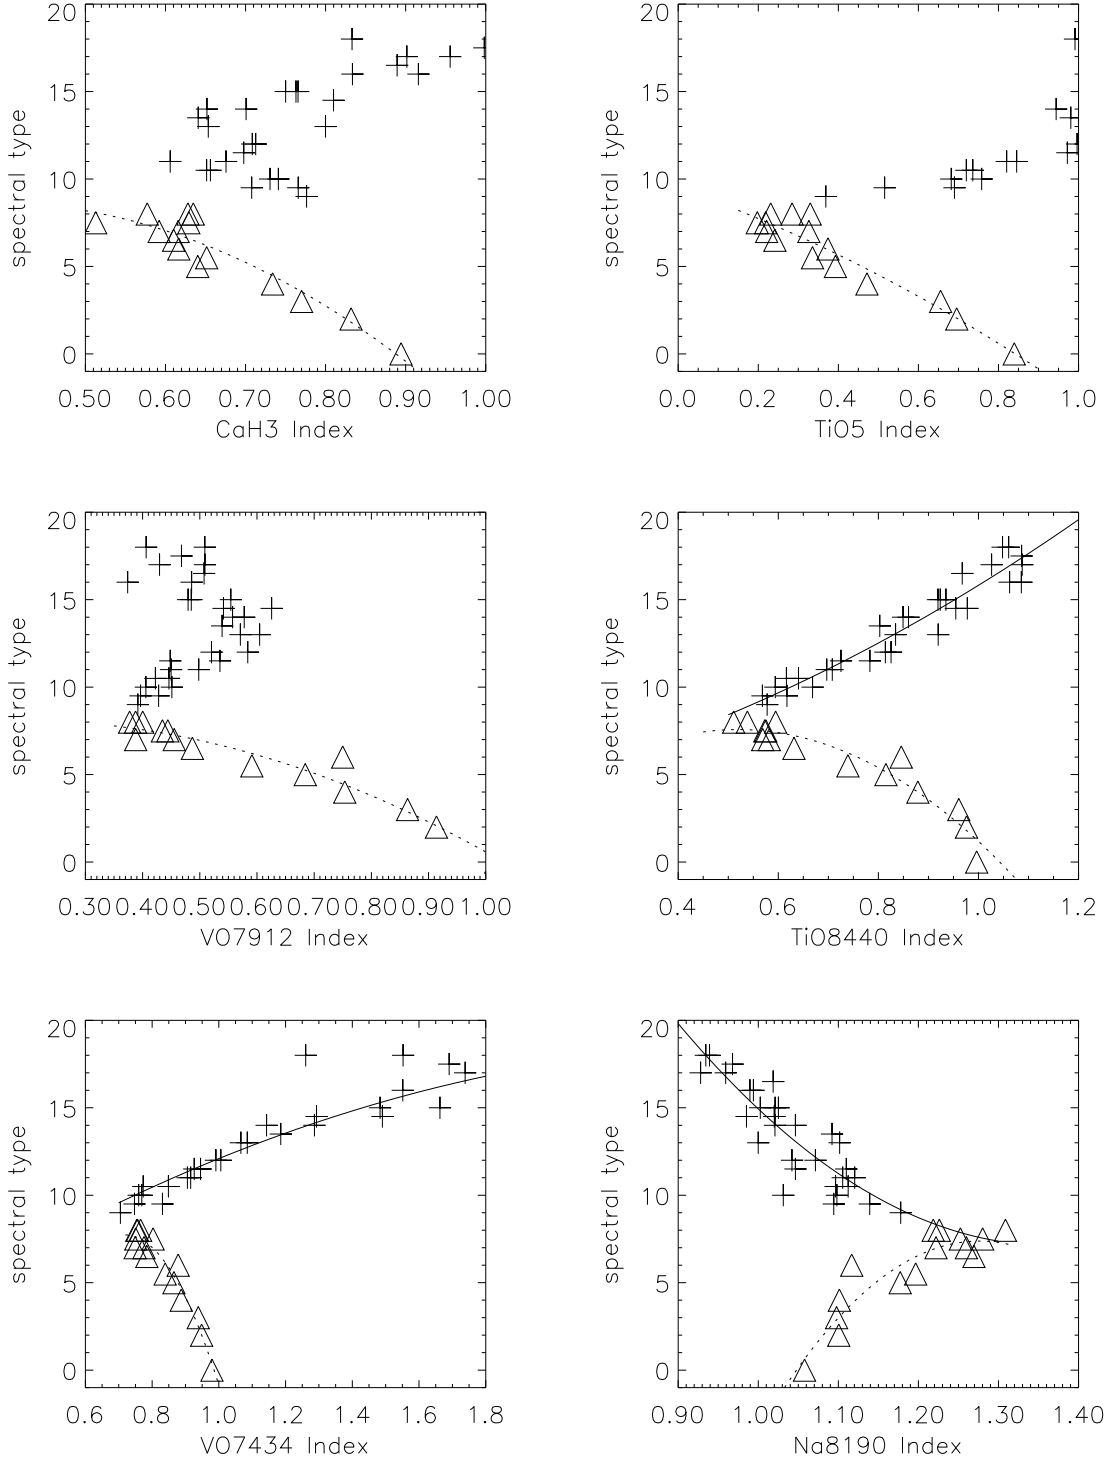 20
15
10
5
0
spectral type
0.50 0.60 0.70 0.80 0.90 1.00
CaH3 Index
20
15
10
5
0
spectral type
0.0 0.2 0.4 0.6 0.8 1.0
TiO5 Index
20
15
10
5
0
spectral type
0.30 0.40 0.50 0.60 0.70 0.80 0.90 1.00
VO7912 Index
20
15
10
5
0
spectral type
0.4 0.6 0.8 1.0 1.2
TiO8440 Index
20
15
10
5
0
spectral type
0.6 0.8 1.0 1.2 1.4 1.6 1.8
VO7434 Index
20
15
10
5
0
spectral type
0.90 1.00 1.10 1.20 1.30 1.40
Na8190 Index